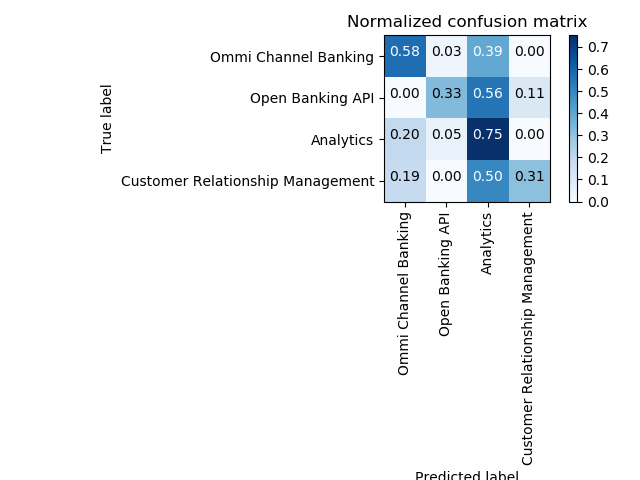 Normalized confusion matrix
True label
Ommi Channel Banking 0.58 0.03 0.39 0.00
Open Banking API 0.00 0.33 0.56 0.11
Analytics 0.20 0.05 0.75 0.00
Customer Relationship Management 0.19 0.00 0.50 0.31
0.7
0.6
0.5
0.4
0.3
0.2
0.1
0.0
Ommi Channel Banking
Open Banking API
Analytics
Customer Relationship Management
Predicted label